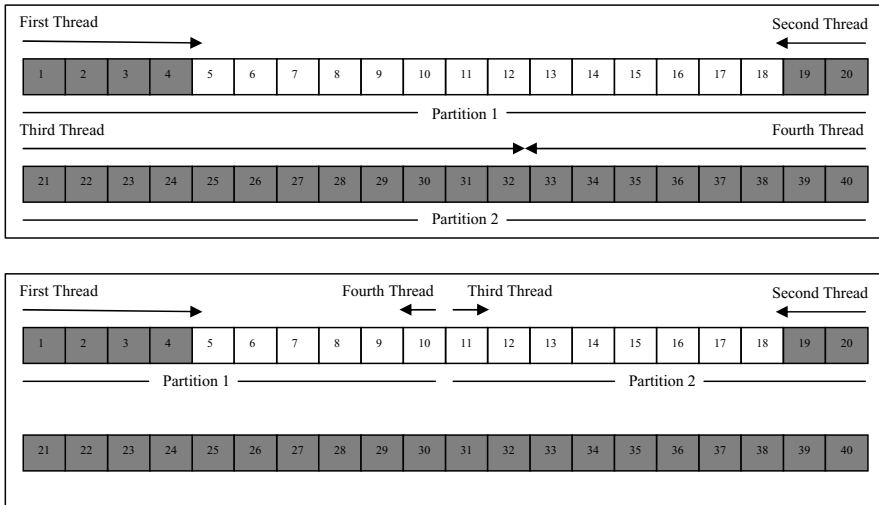 First Thread Second Thread
1 2 3 4 5 6 7 8 9 10 11 12 13 14 15 16 17 18 19 20
Partition 1
Third Thread Fourth Thread
21 22 23 24 25 26 27 28 29 30 31 32 33 34 35 36 37 38 39 40
Partition 2
First Thread Fourth Thread Third Thread Second Thread
1 2 3 4 5 6 7 8 9 10 11 12 13 14 15 16 17 18 19 20
Partition 1 Partition 2
21 22 23 24 25 26 27 28 29 30 31 32 33 34 35 36 37 38 39 40